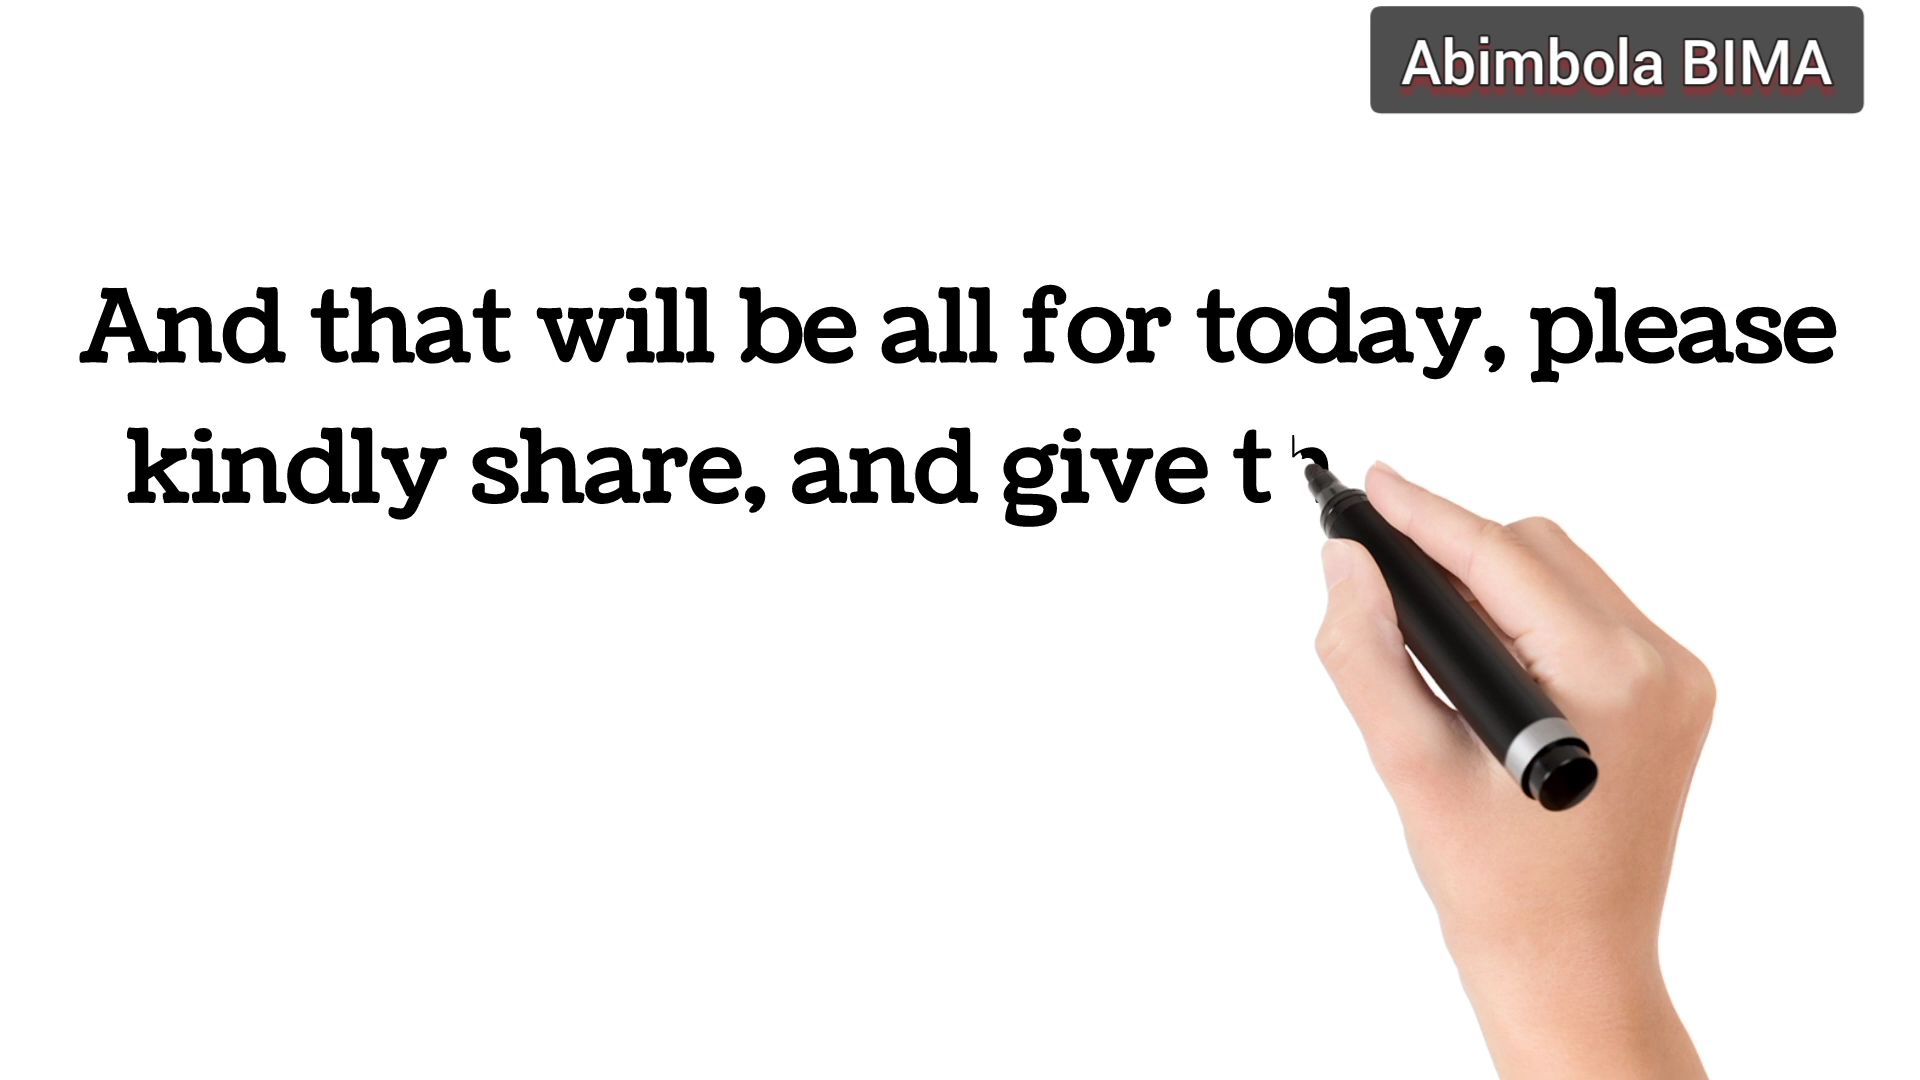 Abimbola BIMA
And that will be all for today, please
kindly share, and give